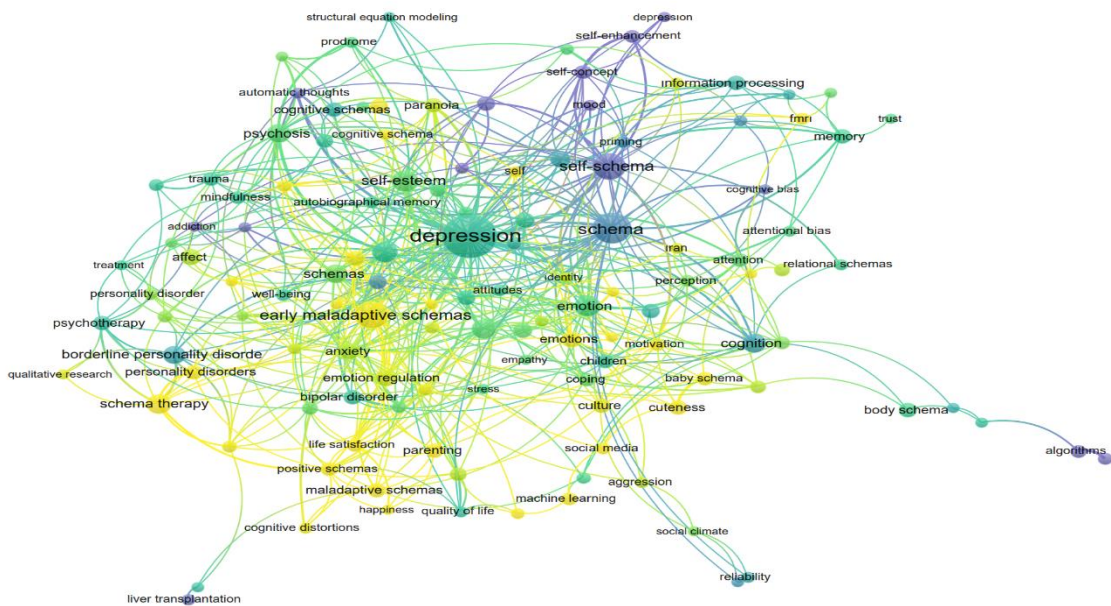 structural equation modeling
depression
self-enhancement
prodrome
self-concept
information processing
automatic thoughts
paranoia
mood
cognitive schemas
fmri
trust
psychosis
cognitive schema
priming
memory
self-schema
self
trauma
self-esteem
cognitive bias
mindfulness
autobiographical memory
addiction
depression
schema
attentional bias
iran
affect
treatment
schemas
attention
relational schemas
identity
perception
personality disorder
well-being
attitudes
emotion
early maladaptive schemas
psychotherapy
emotions
motivation
cognition
borderline personality disorde
anxiety
empathy
children
qualitative research
personality disorders
emotion regulation
coping
baby schema
stress
bipolar disorder
schema therapy
culture
cuteness
body schema
life satisfaction
parenting
social media
algorithms
positive schemas
aggression
maladaptive schemas
machine learning
happiness
quality of life
cognitive distortions
social climate
reliability
liver transplantation